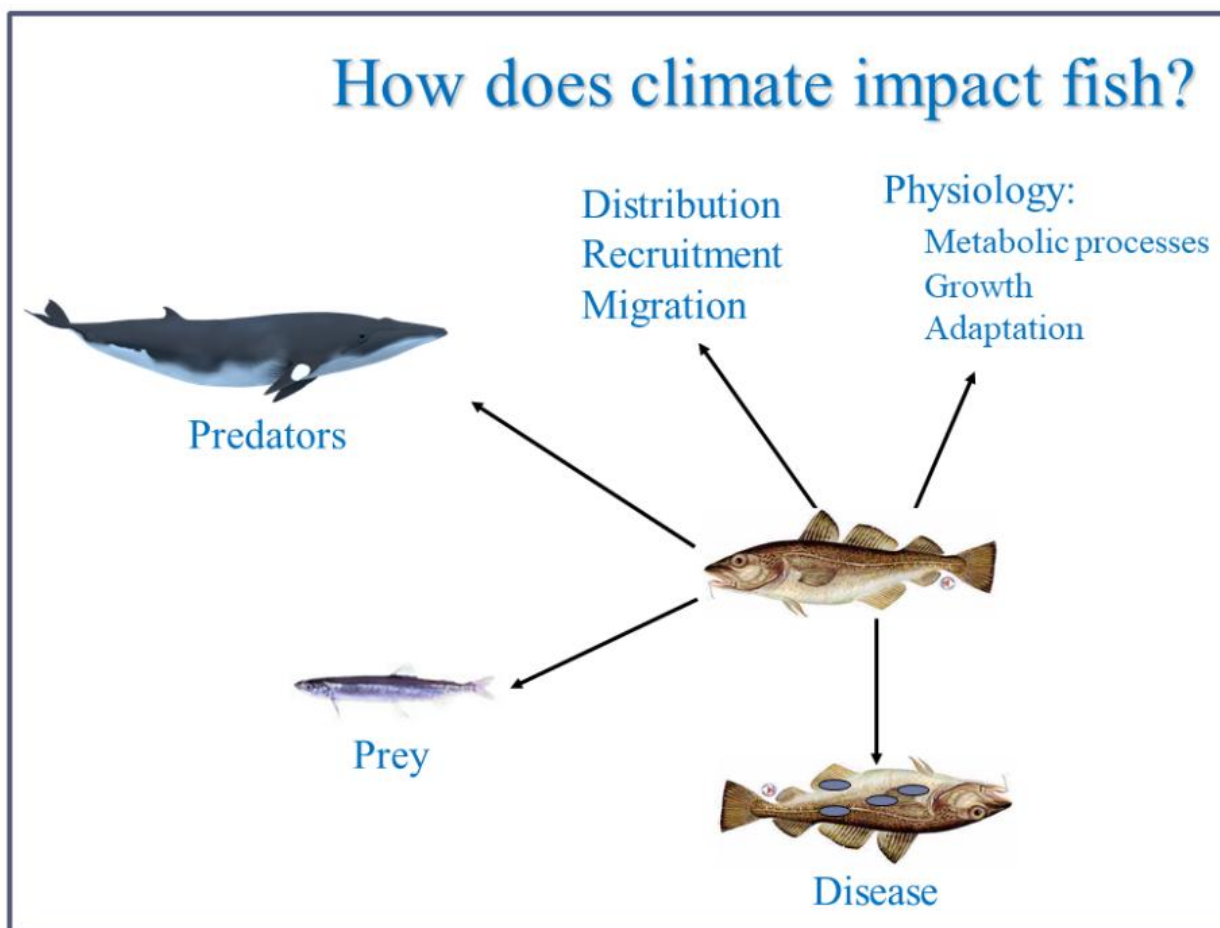 How does climate impact fish?
Distribution
Recruitment
Migration
Physiology:
Metabolic processes
Growth
Adaptation
Predators
Prey
Disease